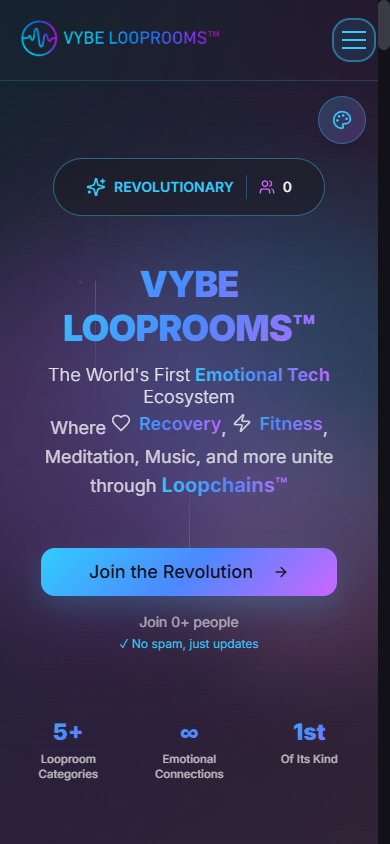 VYBE LOOPROOMS™
REVOLUTIONARY
0
VYBE
LOOPROOMS™
The World's First Emotional Tech
Ecosystem
Where Recovery, Fitness,
Meditation, Music, and more unite
through Loopchains™
Join the Revolution →
Join 0+ people
✓ No spam, just updates
5+
Looproom
Categories
∞
Emotional
Connections
1st
Of Its Kind